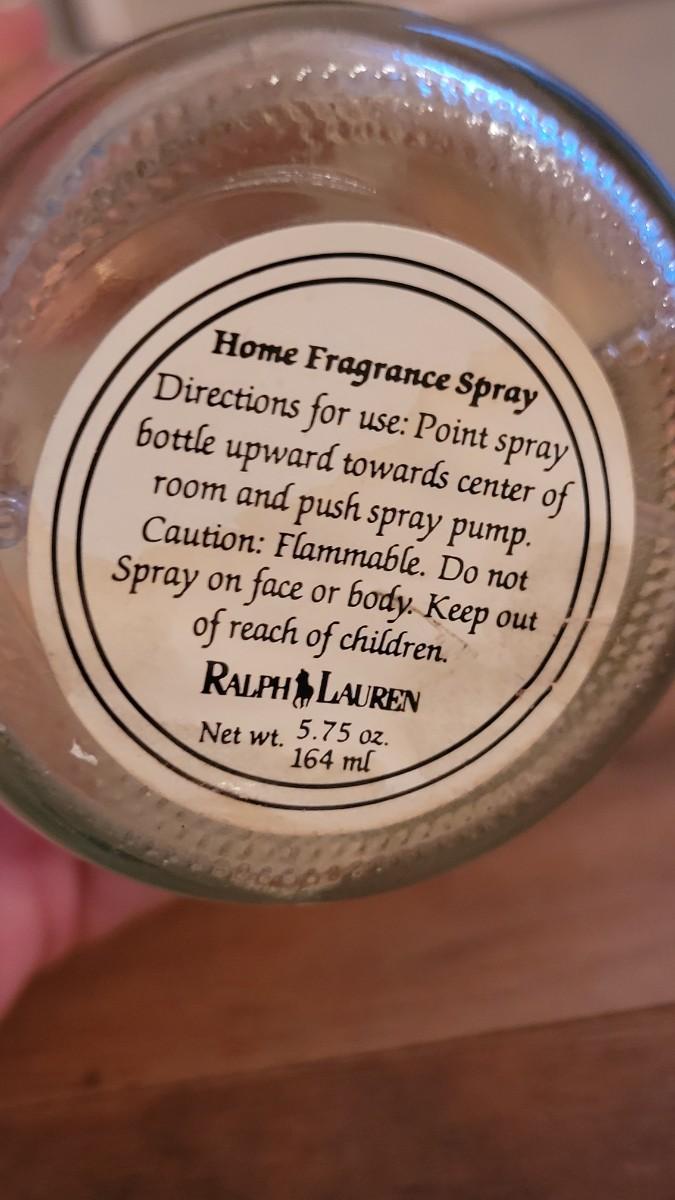 Home Fragrance Spray
Directions for use: Point spray
bottle upward towards center of
room and push spray pump.
Caution: Flammable. Do not
Spray on face or body. Keep out
of reach of children.
RALPH LAUREN
Net wt. 5.75 oz.
164 ml